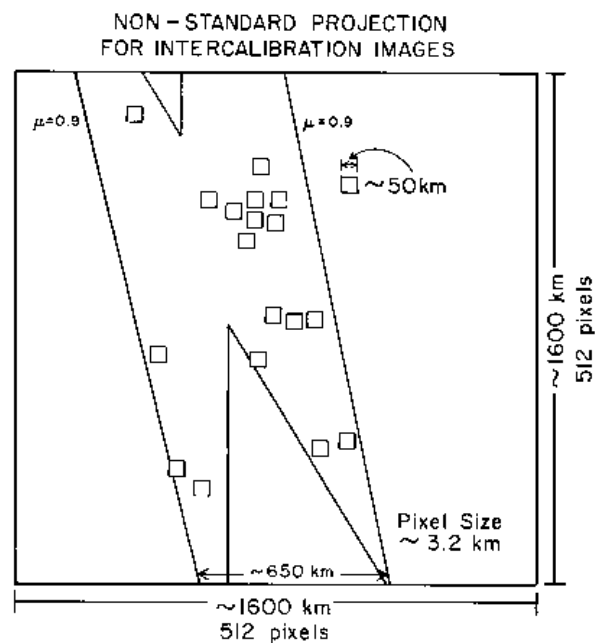 NON-STANDARD PROJECTION
FOR INTERCALIBRATION IMAGES
μ=0.9
μ=0.9
~50km
~1600 km
512 pixels
Pixel Size
~ 3.2 km
~650 km
~1600 km
512 pixels